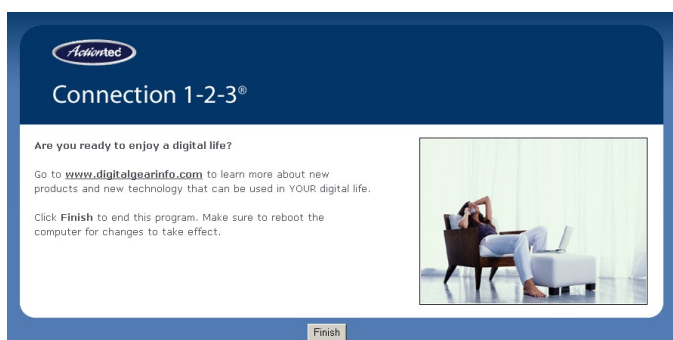 Actiontec
Connection 1-2-3®
Are you ready to enjoy a digital life?
Go to www.digitalgearinfo.com to learn more about new
products and new technology that can be used in YOUR digital life.
Click Finish to end this program. Make sure to reboot the
computer for changes to take effect.
Finish